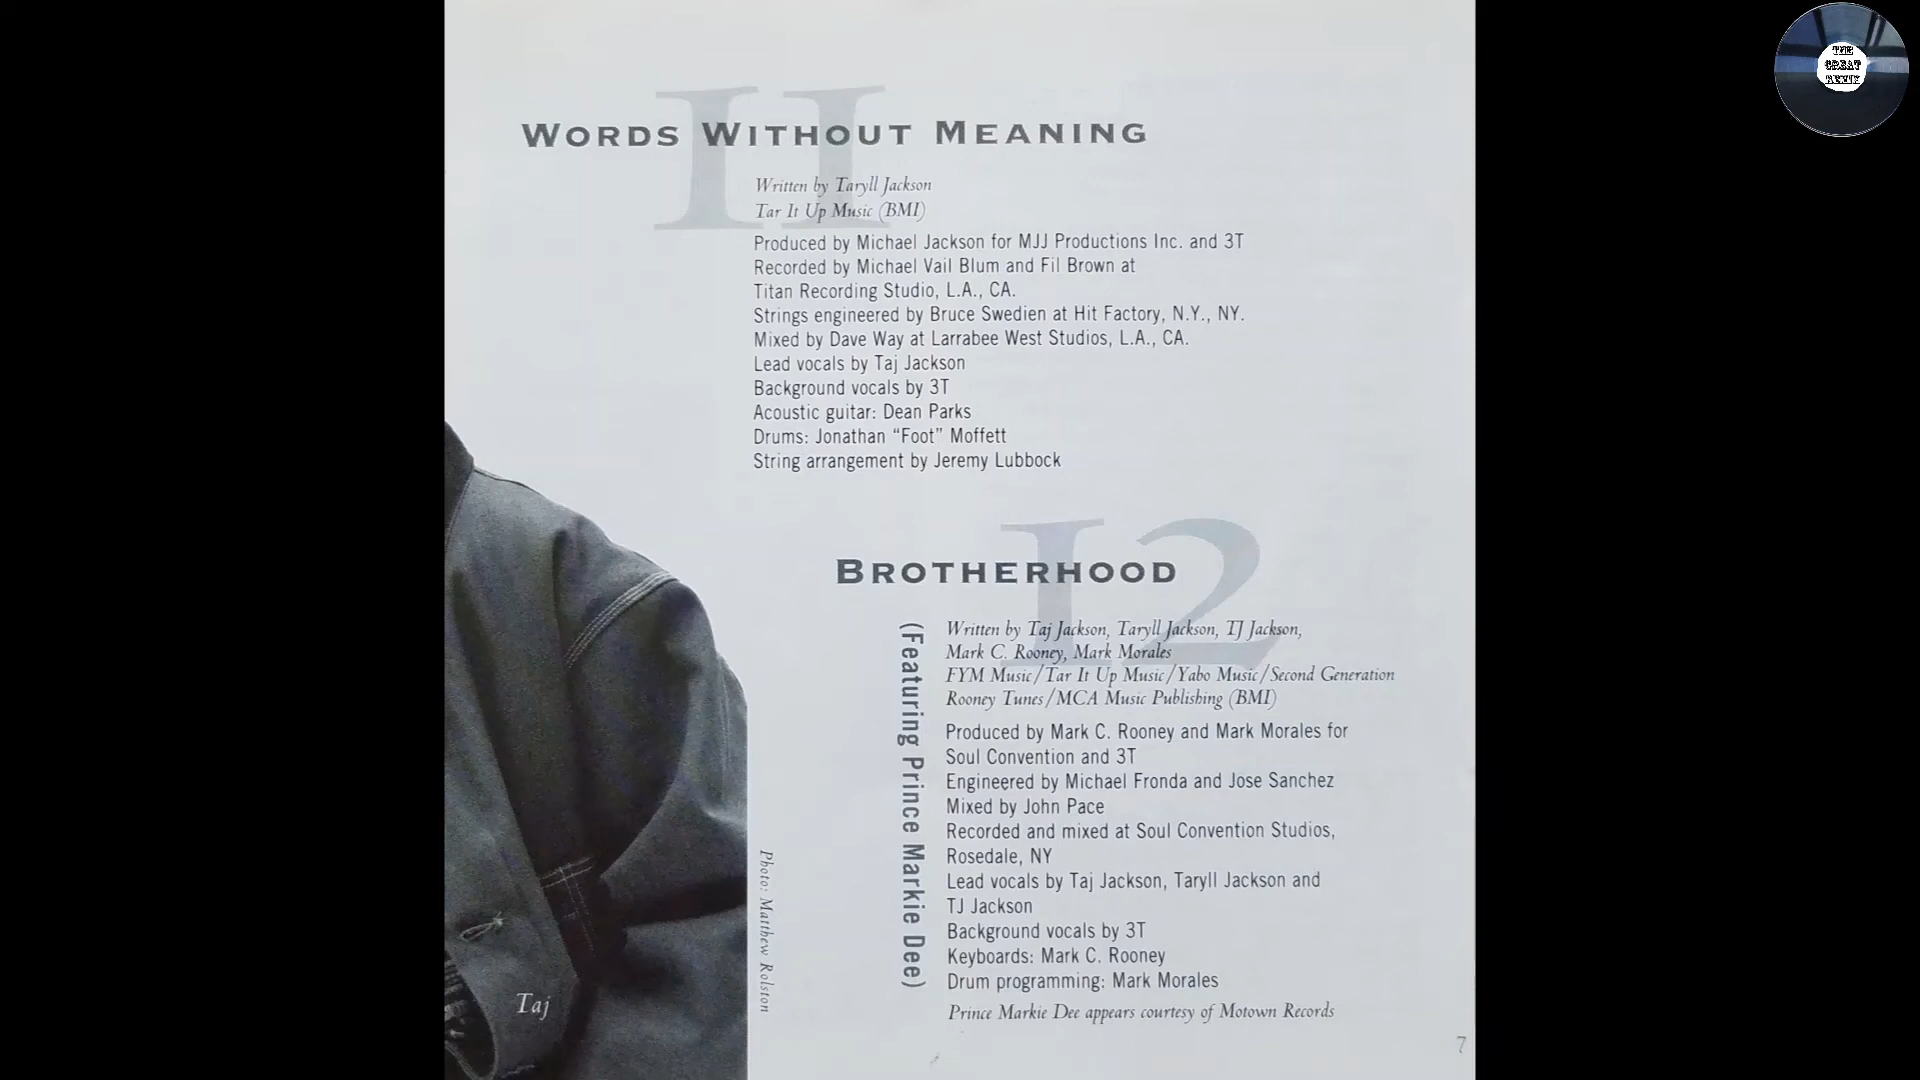 THE
GREAT
REMIX
11
WORDS WITHOUT MEANING
Written by Taryll Jackson
Tar It Up Music (BMI)
Produced by Michael Jackson for MJJ Productions Inc. and 3T
Recorded by Michael Vail Blum and Fil Brown at
Titan Recording Studio, L.A., CA.
Strings engineered by Bruce Swedien at Hit Factory, N.Y., NY.
Mixed by Dave Way at Larrabee West Studios, L.A., CA.
Lead vocals by Taj Jackson
Background vocals by 3T
Acoustic guitar: Dean Parks
Drums: Jonathan “Foot” Moffett
String arrangement by Jeremy Lubbock
12
BROTHERHOOD
(Featuring Prince Markie Dee)
Written by Taj Jackson, Taryll Jackson, TJ Jackson,
Mark C. Rooney, Mark Morales
FYM Music/Tar It Up Music/Yabo Music/Second Generation
Rooney Tunes/MCA Music Publishing (BMI)
Produced by Mark C. Rooney and Mark Morales for
Soul Convention and 3T
Engineered by Michael Fronda and Jose Sanchez
Mixed by John Pace
Recorded and mixed at Soul Convention Studios,
Rosedale, NY
Lead vocals by Taj Jackson, Taryll Jackson and
TJ Jackson
Background vocals by 3T
Keyboards: Mark C. Rooney
Drum programming: Mark Morales
Prince Markie Dee appears courtesy of Motown Records
Photo: Matthew Rolston
Taj
7